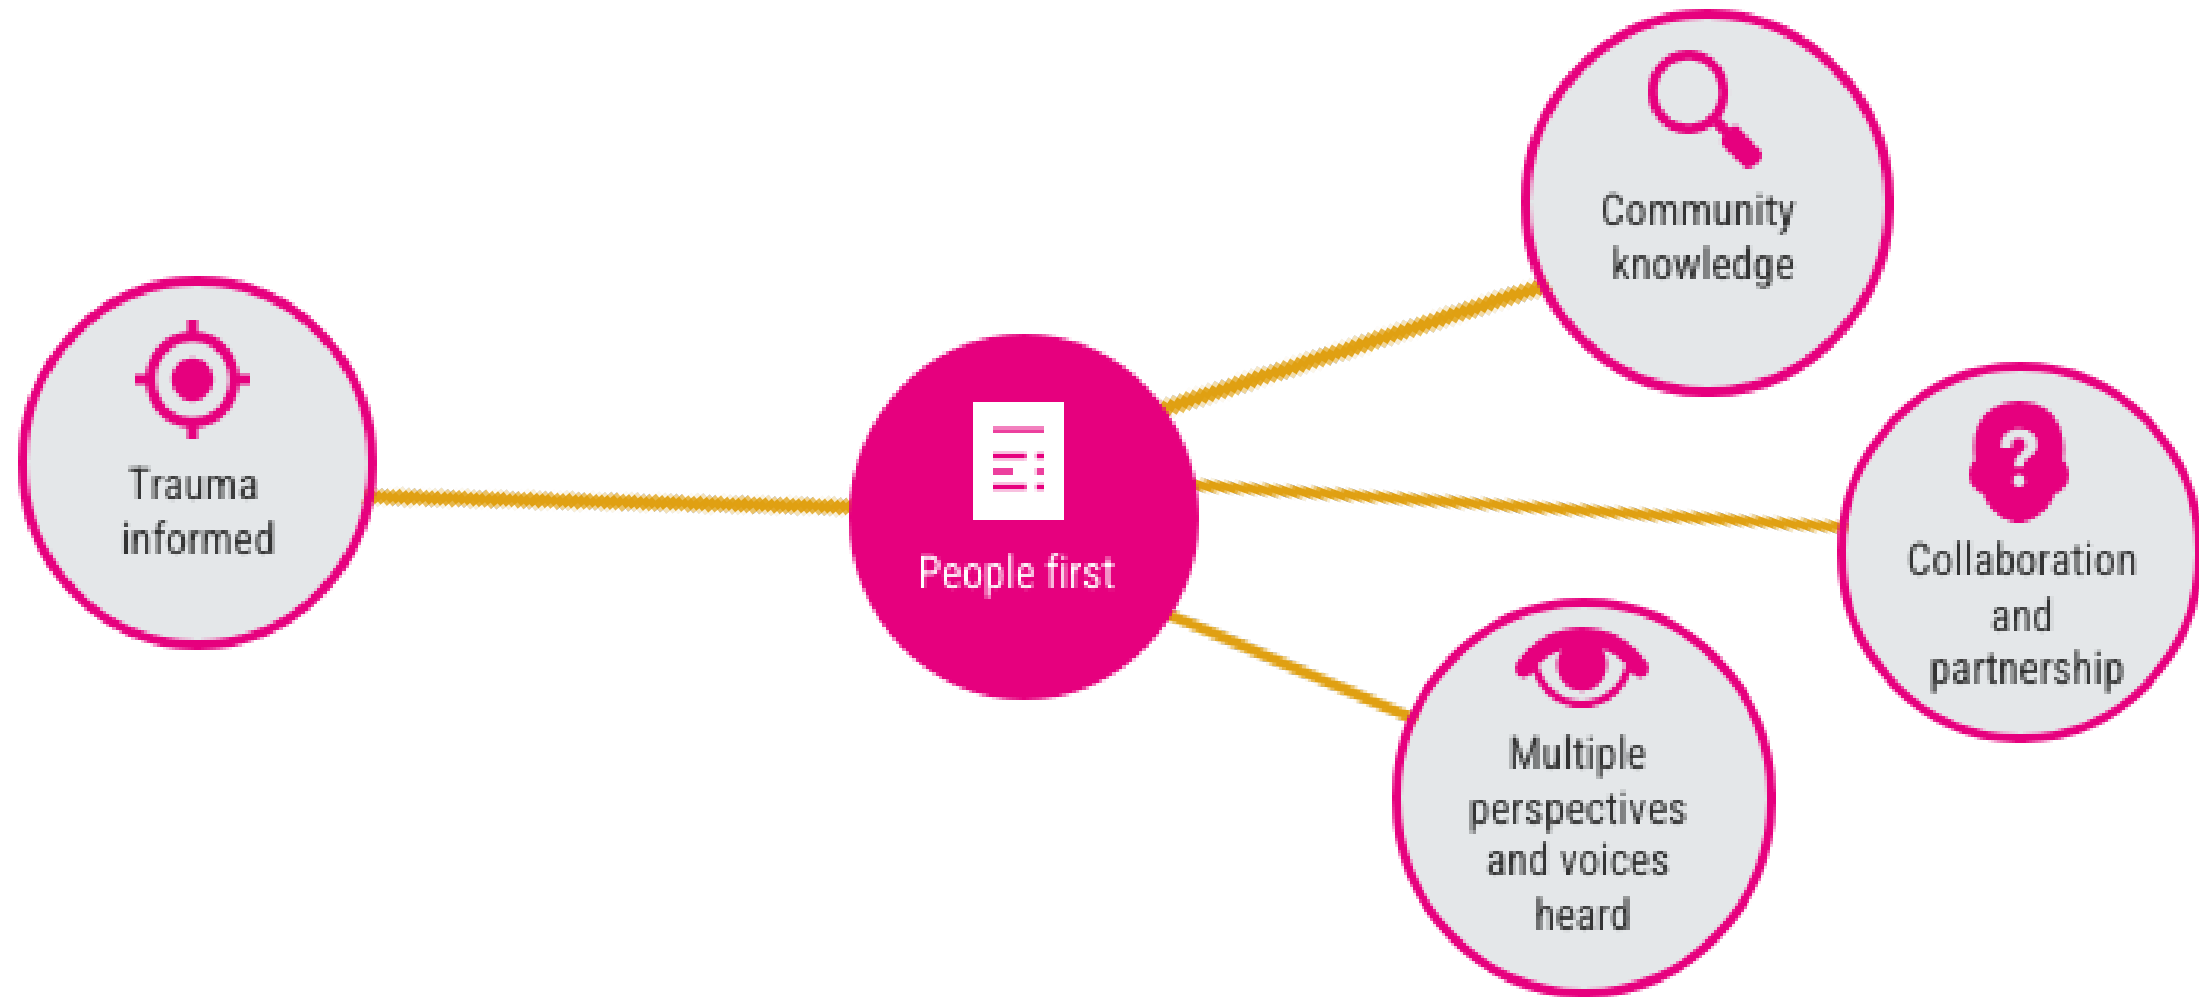 Trauma
informed
People first
Community
knowledge
?
Collaboration
and
partnership
Multiple
perspectives
and voices
heard